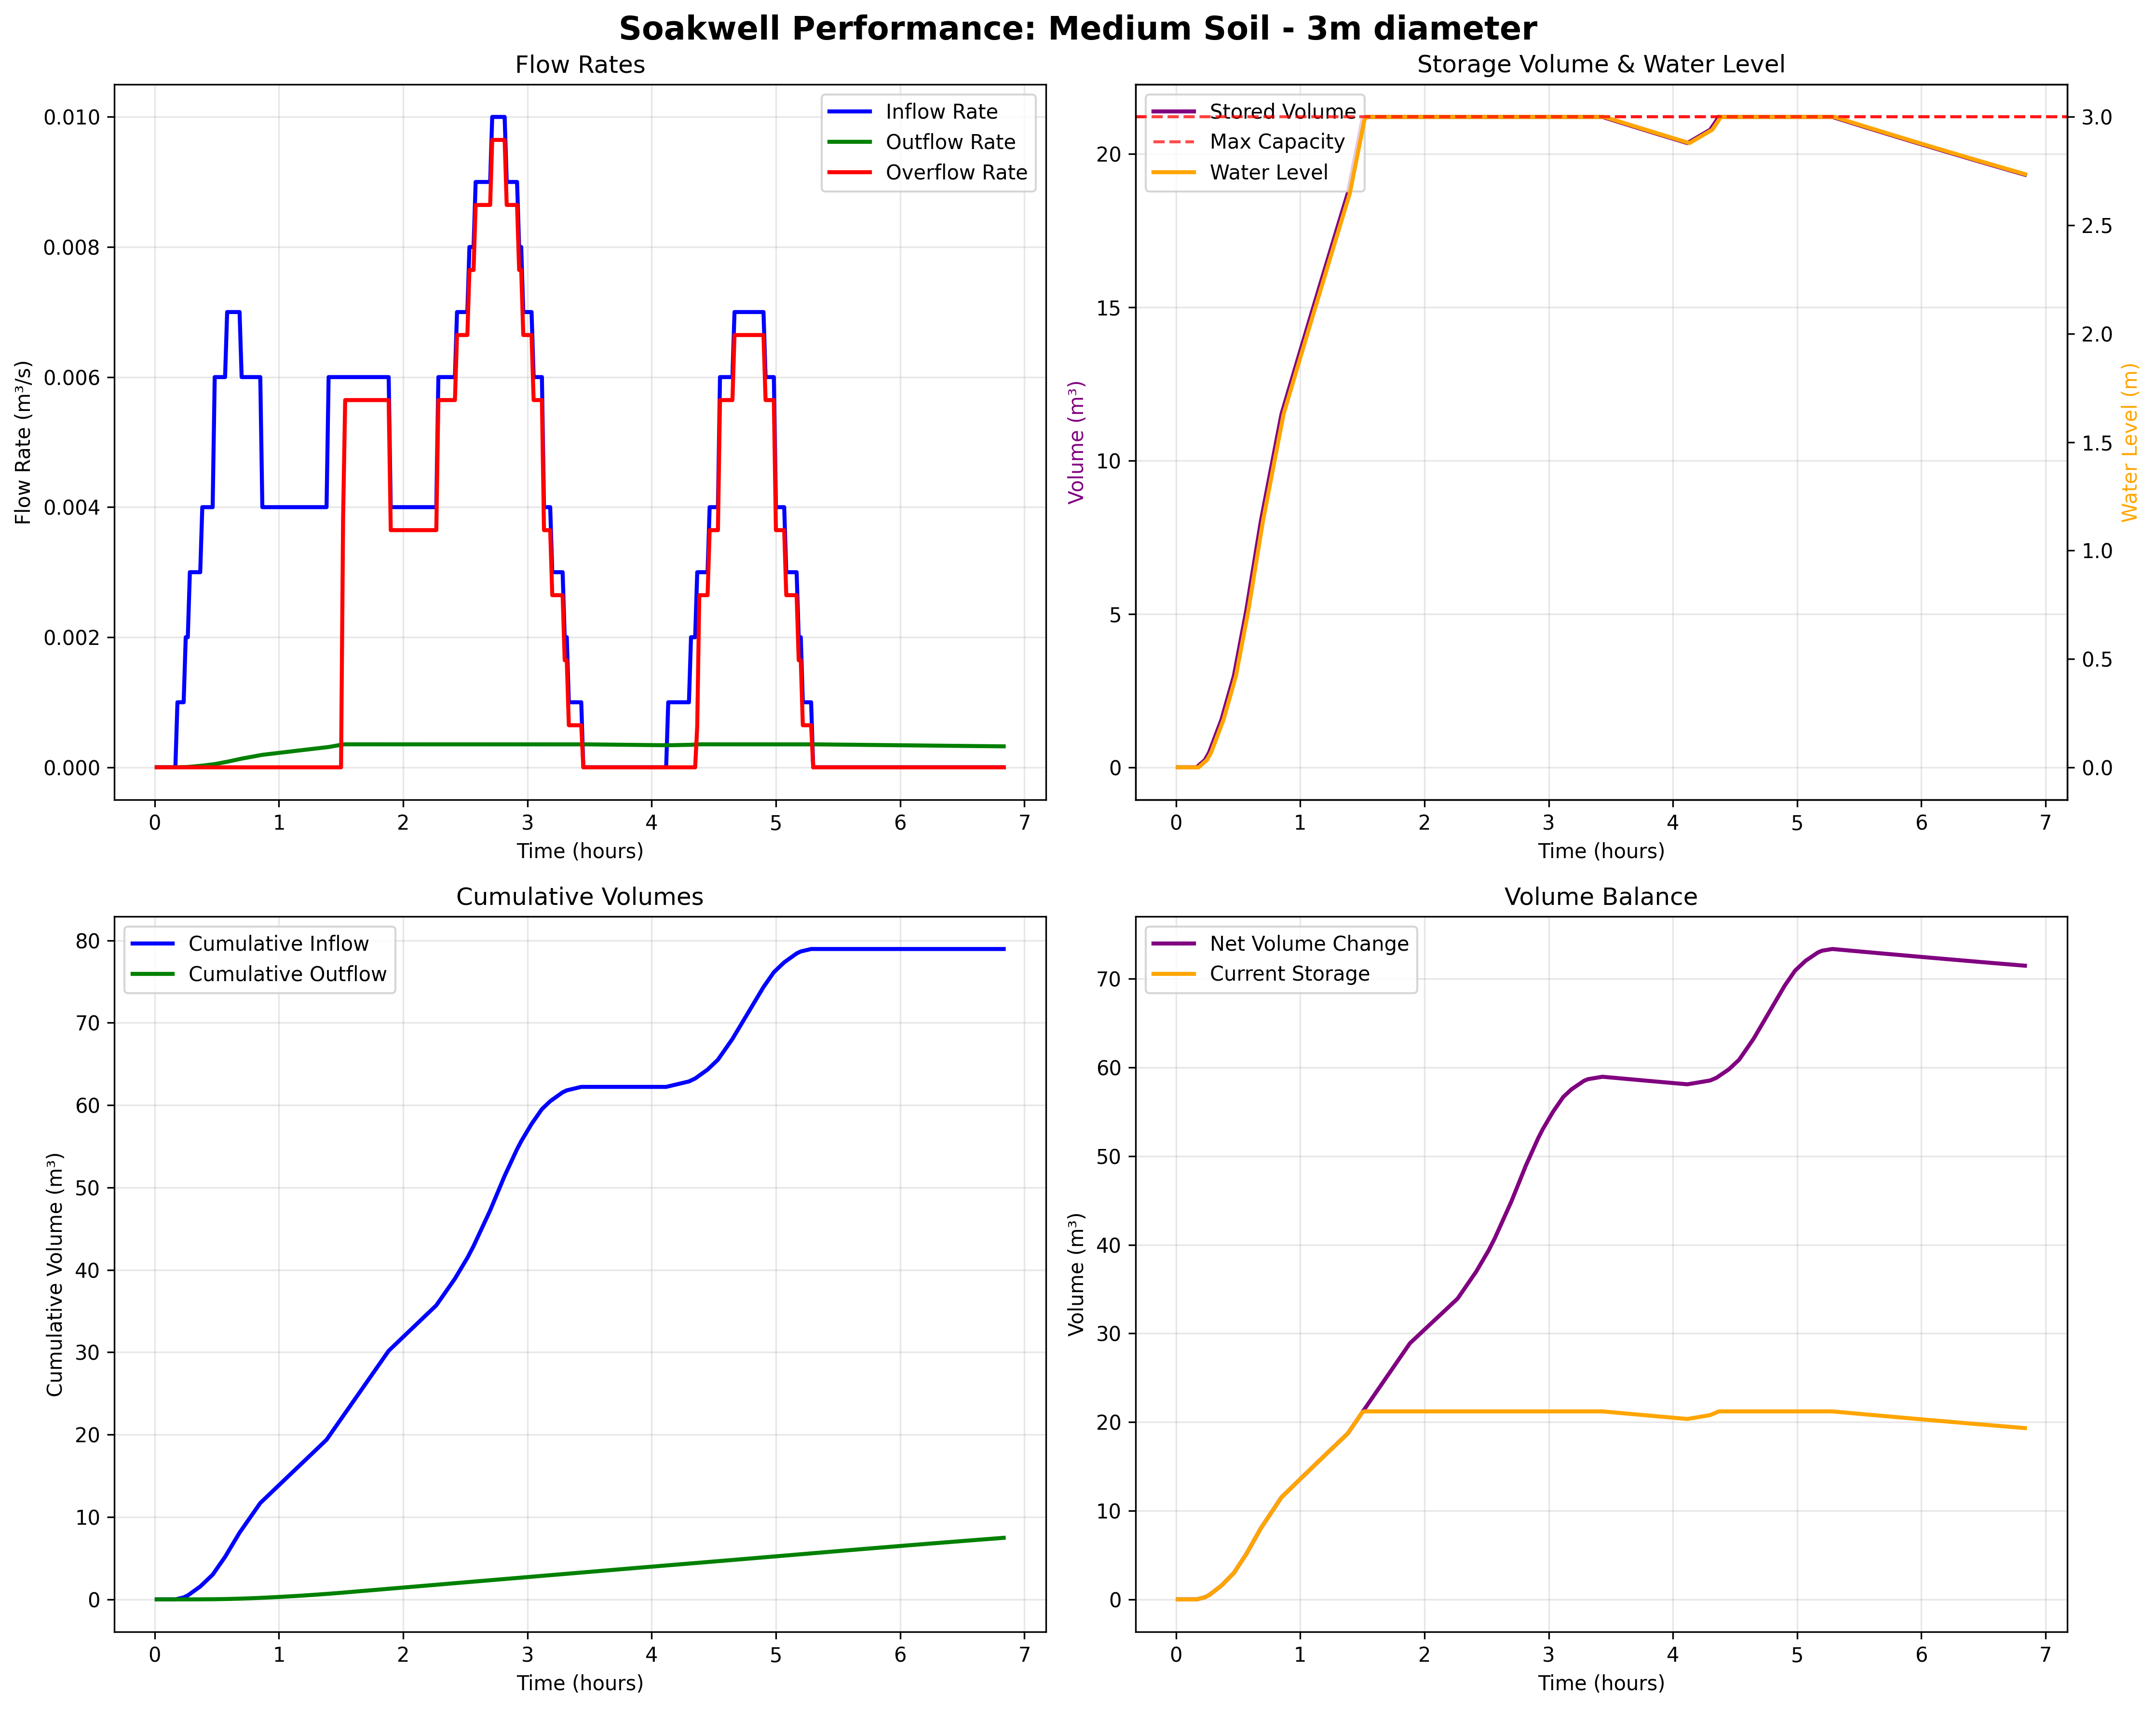 Soakwell Performance: Medium Soil - 3m diameter
Flow Rates
Flow Rate (m³/s)
0.010
0.008
0.006
0.004
0.002
0.000
Inflow Rate
Outflow Rate
Overflow Rate
0 1 2 3 4 5 6 7
Time (hours)
Storage Volume & Water Level
Volume (m³)
20
15
10
5
0
Stored Volume
Max Capacity
Water Level
3.0
2.5
2.0
1.5
1.0
0.5
0.0
Water Level (m)
0 1 2 3 4 5 6 7
Time (hours)
Cumulative Volumes
Cumulative Volume (m³)
80
70
60
50
40
30
20
10
0
Cumulative Inflow
Cumulative Outflow
0 1 2 3 4 5 6 7
Time (hours)
Volume Balance
Volume (m³)
70
60
50
40
30
20
10
0
Net Volume Change
Current Storage
0 1 2 3 4 5 6 7
Time (hours)